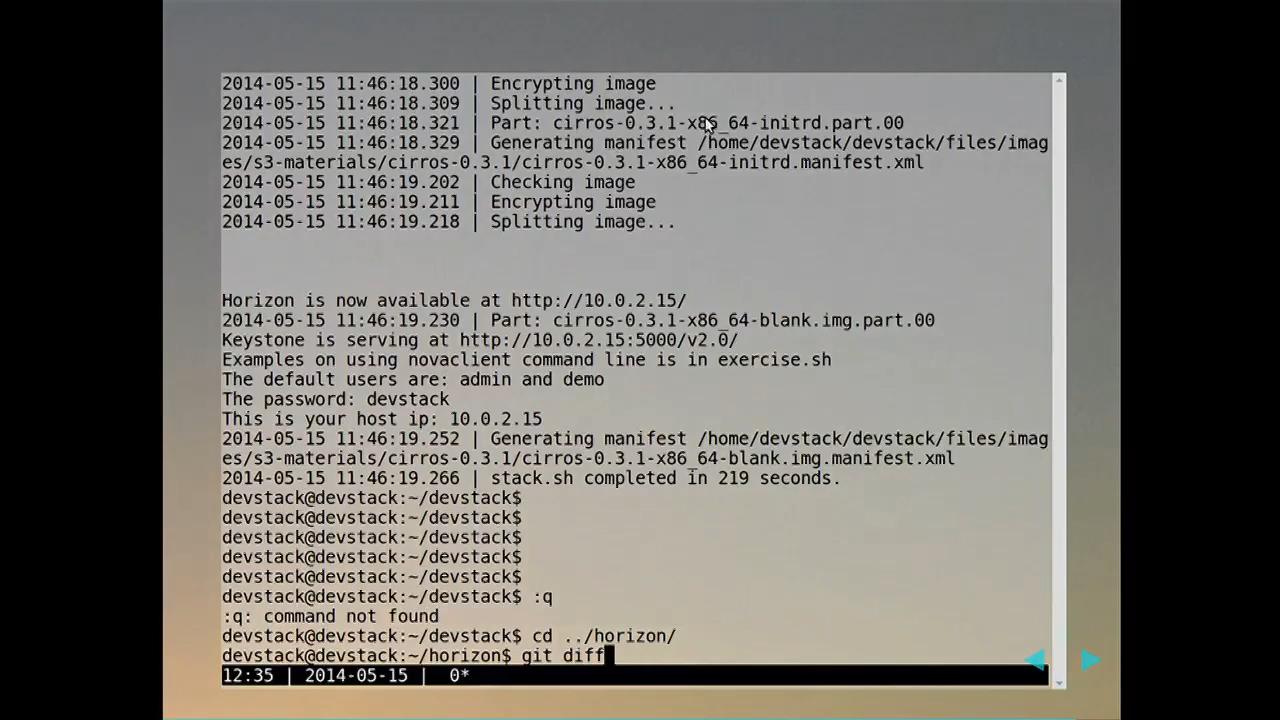 2014-05-15 11:46:18.300 | Encrypting image
2014-05-15 11:46:18.309 | Splitting image...
2014-05-15 11:46:18.321 | Part: cirros-0.3.1-x86_64-initrd.part.00
2014-05-15 11:46:18.329 | Generating manifest /home/devstack/devstack/files/imag
es/s3-materials/cirros-0.3.1/cirros-0.3.1-x86_64-initrd.manifest.xml
2014-05-15 11:46:19.202 | Checking image
2014-05-15 11:46:19.211 | Encrypting image
2014-05-15 11:46:19.218 | Splitting image...
Horizon is now available at http://10.0.2.15/
2014-05-15 11:46:19.230 | Part: cirros-0.3.1-x86_64-blank.img.part.00
Keystone is serving at http://10.0.2.15:5000/v2.0/
Examples on using novaclient command line is in exercise.sh
The default users are: admin and demo
The password: devstack
This is your host ip: 10.0.2.15
2014-05-15 11:46:19.252 | Generating manifest /home/devstack/devstack/files/imag
es/s3-materials/cirros-0.3.1/cirros-0.3.1-x86_64-blank.img.manifest.xml
2014-05-15 11:46:19.266 | stack.sh completed in 219 seconds.
devstack@devstack:~/devstack$
devstack@devstack:~/devstack$
devstack@devstack:~/devstack$
devstack@devstack:~/devstack$
devstack@devstack:~/devstack$
devstack@devstack:~/devstack$ :q
:q: command not found
devstack@devstack:~/devstack$ cd ../horizon/
devstack@devstack:~/horizon$ git diff
12:35 | 2014-05-15 | 0*